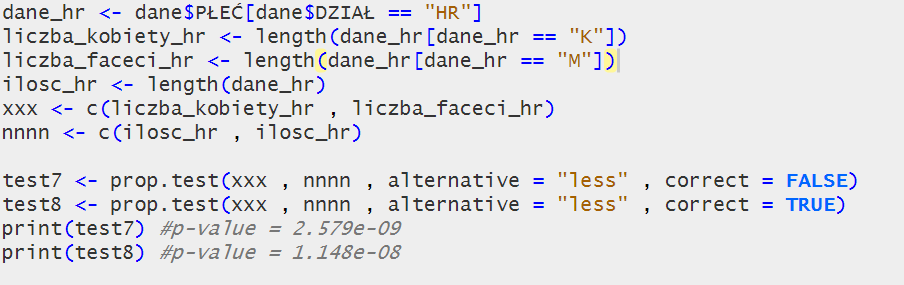 dane_hr <- dane$PŁEĆ[dane$DZIAŁ == "HR"]
liczba_kobiety_hr <- length(dane_hr[dane_hr == "K"])
liczba_faceci_hr <- length(dane_hr[dane_hr == "M"])
ilosc_hr <- length(dane_hr)
xxx <- c(liczba_kobiety_hr , liczba_faceci_hr)
nnnn <- c(ilosc_hr , ilosc_hr)
test7 <- prop.test(xxx , nnnn , alternative = "less" , correct = FALSE)
test8 <- prop.test(xxx , nnnn , alternative = "less" , correct = TRUE)
print(test7) #p-value = 2.579e-09
print(test8) #p-value = 1.148e-08